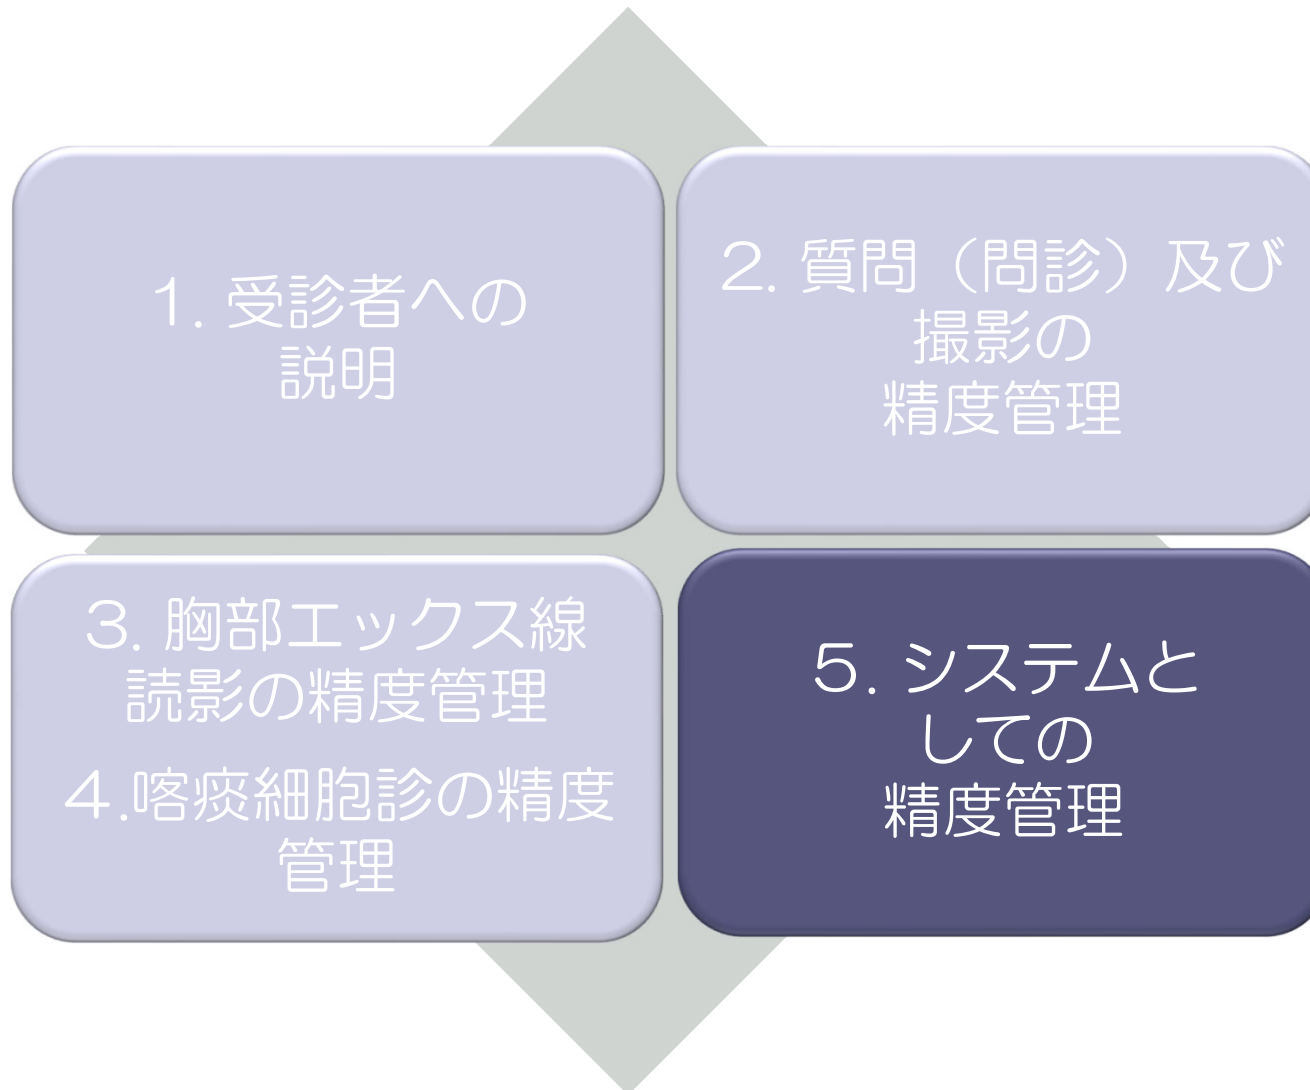 1. 受診者への
説明
2. 質問（問診）及び
撮影の
精度管理
3. 胸部エックス線
読影の精度管理
4.喀痰細胞診の精度
管理
5. システムと
しての
精度管理